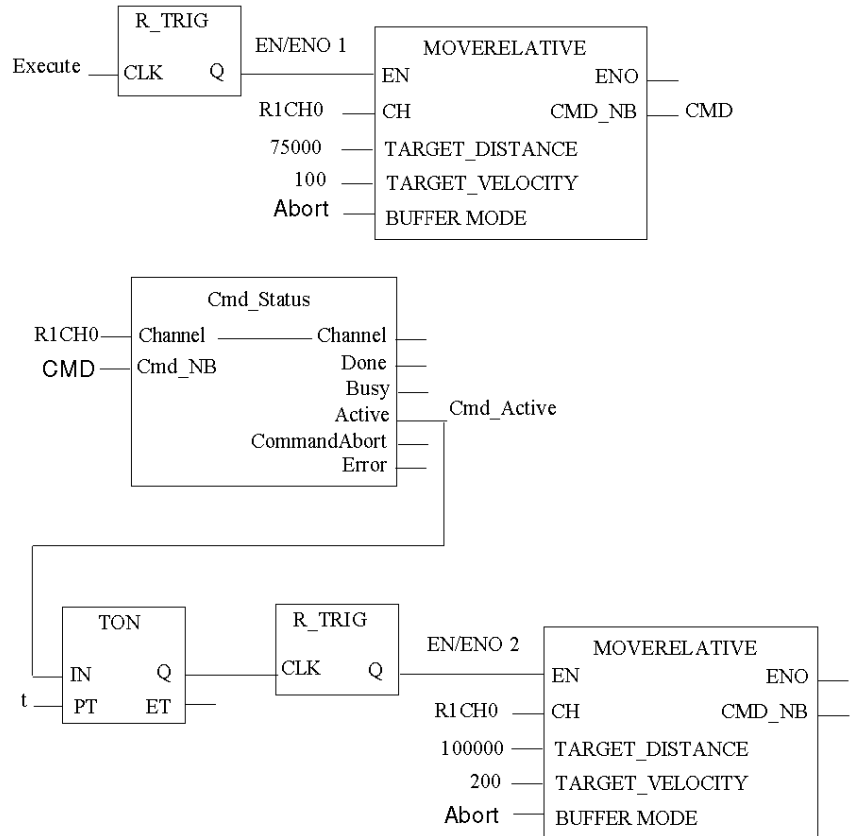 R_TRIG
EN/ENO 1
MOVERELATIVE
Execute
CLK
Q
EN
ENO
R1CH0
CH
CMD_NB
CMD
75000
TARGET_DISTANCE
100
TARGET_VELOCITY
Abort
BUFFER MODE
Cmd_Status
R1CH0
Channel
Channel
CMD
Cmd_NB
Done
Busy
Active
Cmd_Active
CommandAbort
Error
TON
R_TRIG
EN/ENO 2
MOVERELATIVE
IN
Q
CLK
Q
EN
ENO
t
PT
ET
R1CH0
CH
CMD_NB
100000
TARGET_DISTANCE
200
TARGET_VELOCITY
Abort
BUFFER MODE